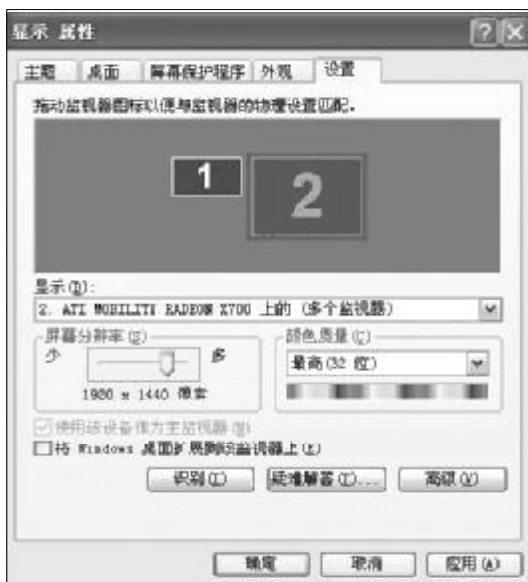 显示 属性
主题 桌面 屏幕保护程序 外观 设置
拖动监视器图标以便与监视器的物理设置匹配。
1 2
显示(D):
2. ATI MOBILITY RADEON X700 上的 (多个监视器)
屏幕分辨率(S) 颜色质量(C)
少 多 最高(32 位)
1920 x 1440 像素
使用该设备作为主监视器(U)
将 Windows 桌面扩展到该监视器上(E)
识别(I) 疑难解答(T)... 高级(V)
确定 取消 应用(A)